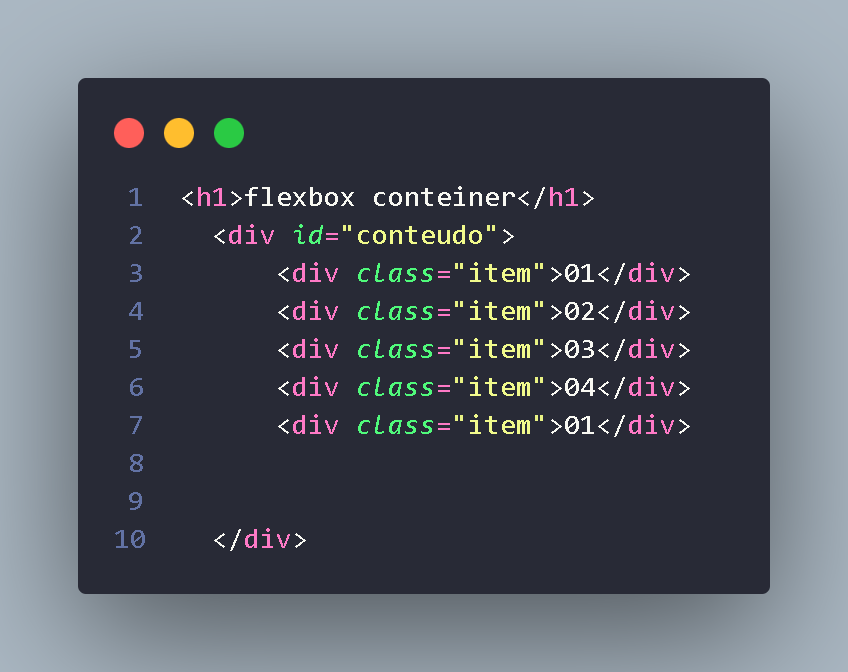 1 <h1>flexbox conteiner</h1>
2 <div id="conteudo">
3 <div class="item">01</div>
4 <div class="item">02</div>
5 <div class="item">03</div>
6 <div class="item">04</div>
7 <div class="item">01</div>
8
9
10 </div>